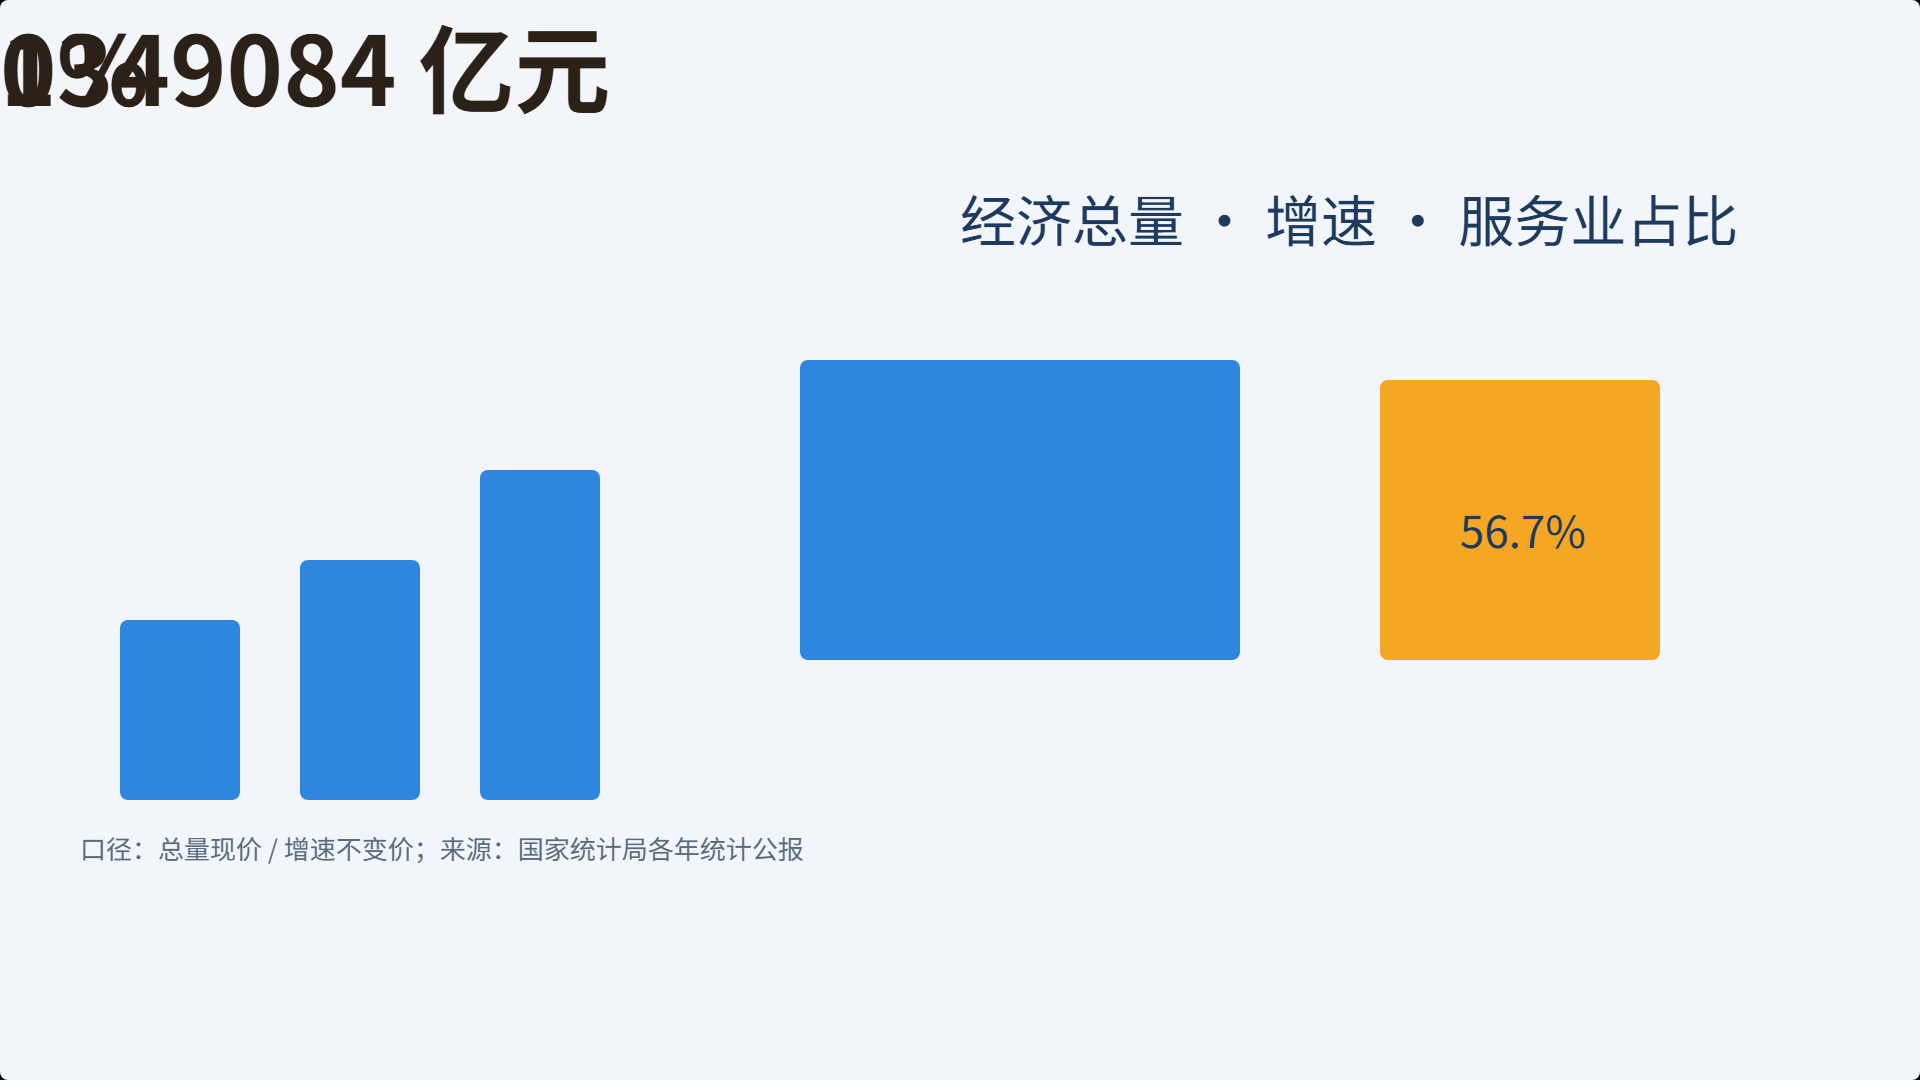 1349084 亿元
0%
经济总量 · 增速 · 服务业占比
56.7%
口径：总量现价 / 增速不变价；来源：国家统计局各年统计公报